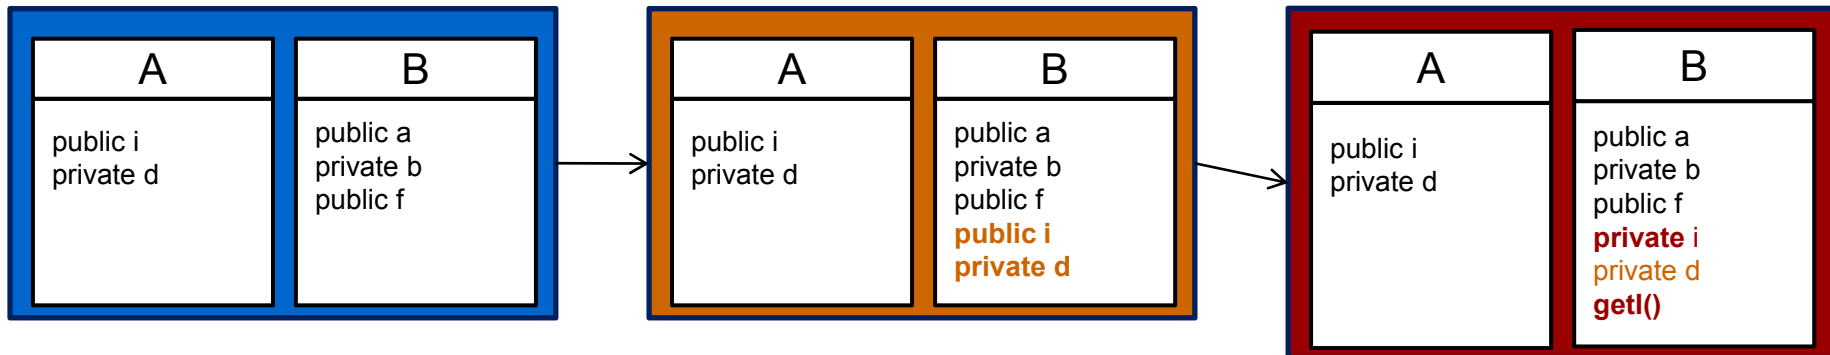 A
public i
private d
B
public a
private b
public f
A
public i
private d
B
public a
private b
public f
public i
private d
A
public i
private d
B
public a
private b
public f
private i
private d
getI()